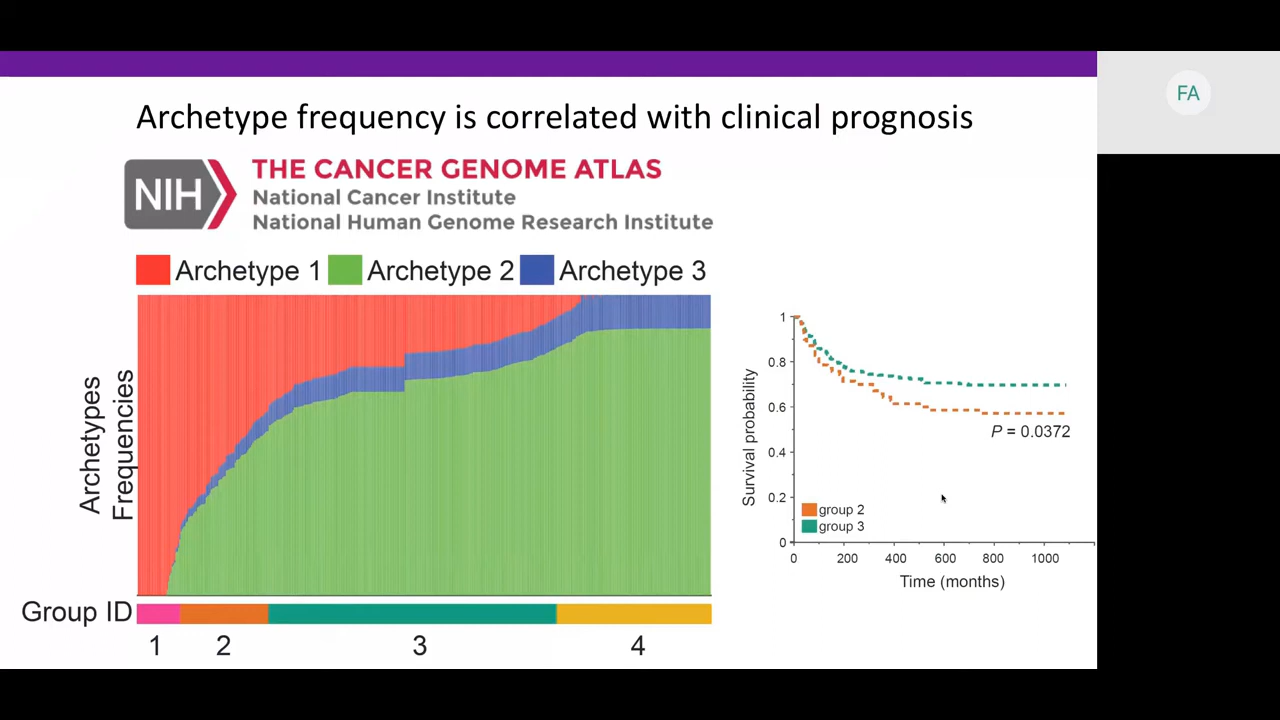 Archetype frequency is correlated with clinical prognosis
FA
NIH
THE CANCER GENOME ATLAS
National Cancer Institute
National Human Genome Research Institute
Archetype 1 Archetype 2 Archetype 3
Archetypes
Frequencies
Group ID
1 2 3 4
Survival probability
1
0.8
0.6
0.4
0.2
0
P = 0.0372
group 2
group 3
0 200 400 600 800 1000
Time (months)